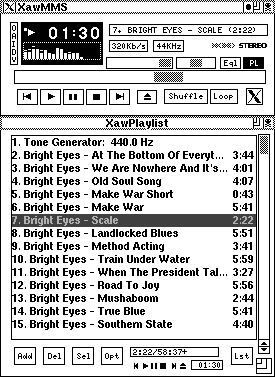 XawMMS
O
A
I
D
V
01:30
7. BRIGHT EYES - SCALE (2:22)
320Kb/s 44KHz STEREO
Eql PL
Shuffle Loop
XawPlaylist
1. Tone Generator: 440.0 Hz
2. Bright Eyes - At The Bottom Of Everyt... 3:44
3. Bright Eyes - We Are Nowhere And It's... 4:01
4. Bright Eyes - Old Soul Song 4:07
5. Bright Eyes - Make War Short 0:43
6. Bright Eyes - Make War 5:41
7. Bright Eyes - Scale 2:22
8. Bright Eyes - Landlocked Blues 5:51
9. Bright Eyes - Method Acting 3:41
10. Bright Eyes - Train Under Water 5:59
11. Bright Eyes - When The President Tal... 3:27
12. Bright Eyes - Road To Joy 5:56
13. Bright Eyes - Mushaboom 2:44
14. Bright Eyes - True Blue 5:41
15. Bright Eyes - Southern State 4:40
Add Del Sel Opt 2:22/58:37+ Lst
01:30